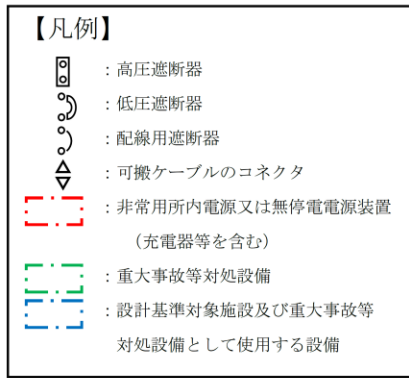 【凡例】
：高圧遮断器
：低圧遮断器
：配線用遮断器
：可搬ケーブルのコネクタ
：非常用所内電源又は無停電電源装置
（充電器等を含む）
：重大事故等対処設備
：設計基準対象施設及び重大事故等
対処設備として使用する設備